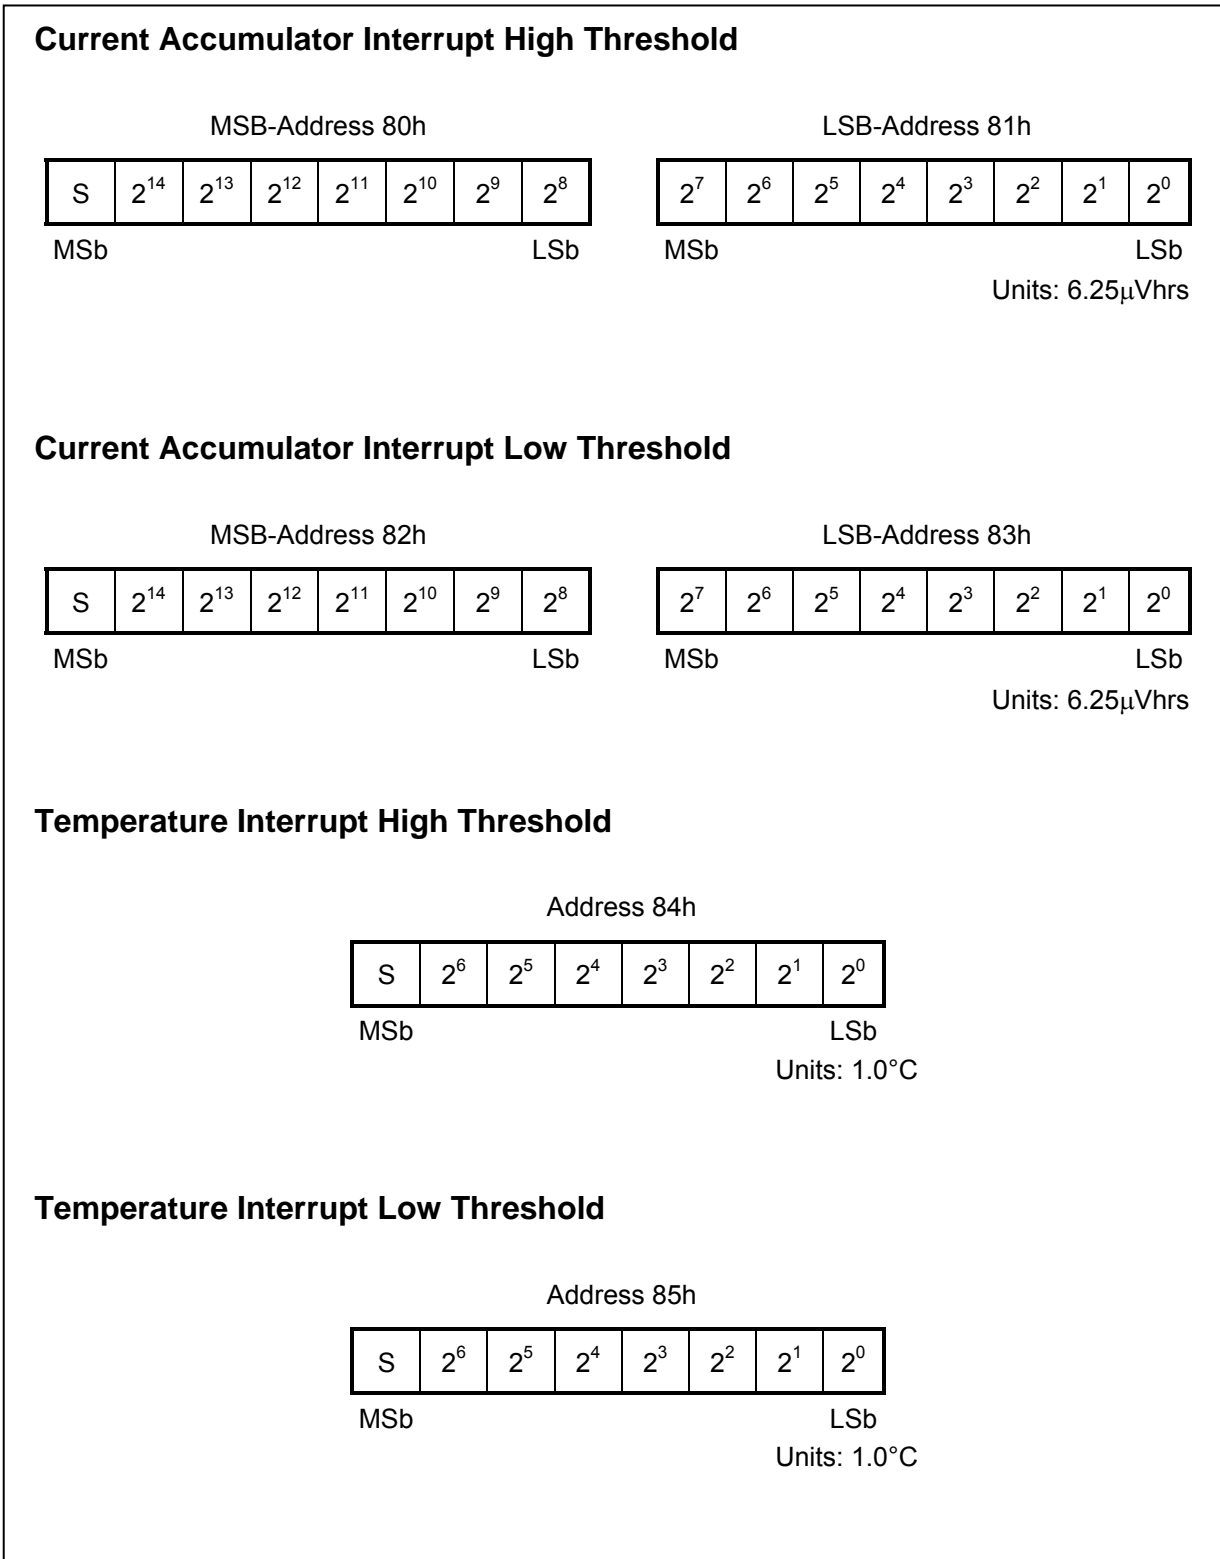 Current Accumulator Interrupt High Threshold
MSB-Address 80h LSB-Address 81h
S 2^14 2^13 2^12 2^11 2^10 2^9 2^8 2^7 2^6 2^5 2^4 2^3 2^2 2^1 2^0
MSb LSb MSb LSb
Units: 6.25μVhrs
Current Accumulator Interrupt Low Threshold
MSB-Address 82h LSB-Address 83h
S 2^14 2^13 2^12 2^11 2^10 2^9 2^8 2^7 2^6 2^5 2^4 2^3 2^2 2^1 2^0
MSb LSb MSb LSb
Units: 6.25μVhrs
Temperature Interrupt High Threshold
Address 84h
S 2^6 2^5 2^4 2^3 2^2 2^1 2^0
MSb LSb
Units: 1.0°C
Temperature Interrupt Low Threshold
Address 85h
S 2^6 2^5 2^4 2^3 2^2 2^1 2^0
MSb LSb
Units: 1.0°C